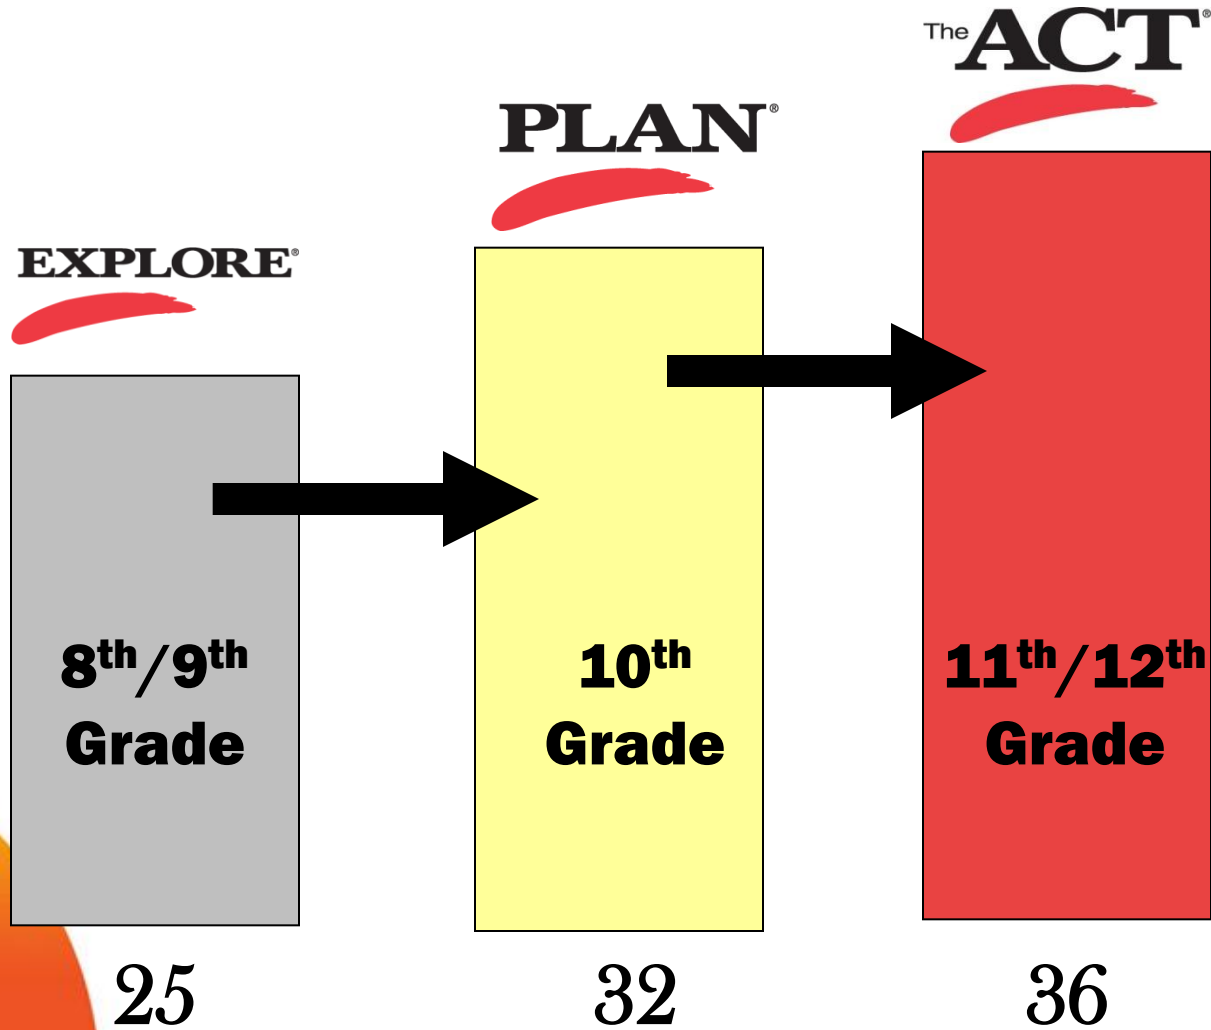 The ACT®
PLAN®
EXPLORE®
8th/9th
Grade
10th
Grade
11th/12th
Grade
25
32
36